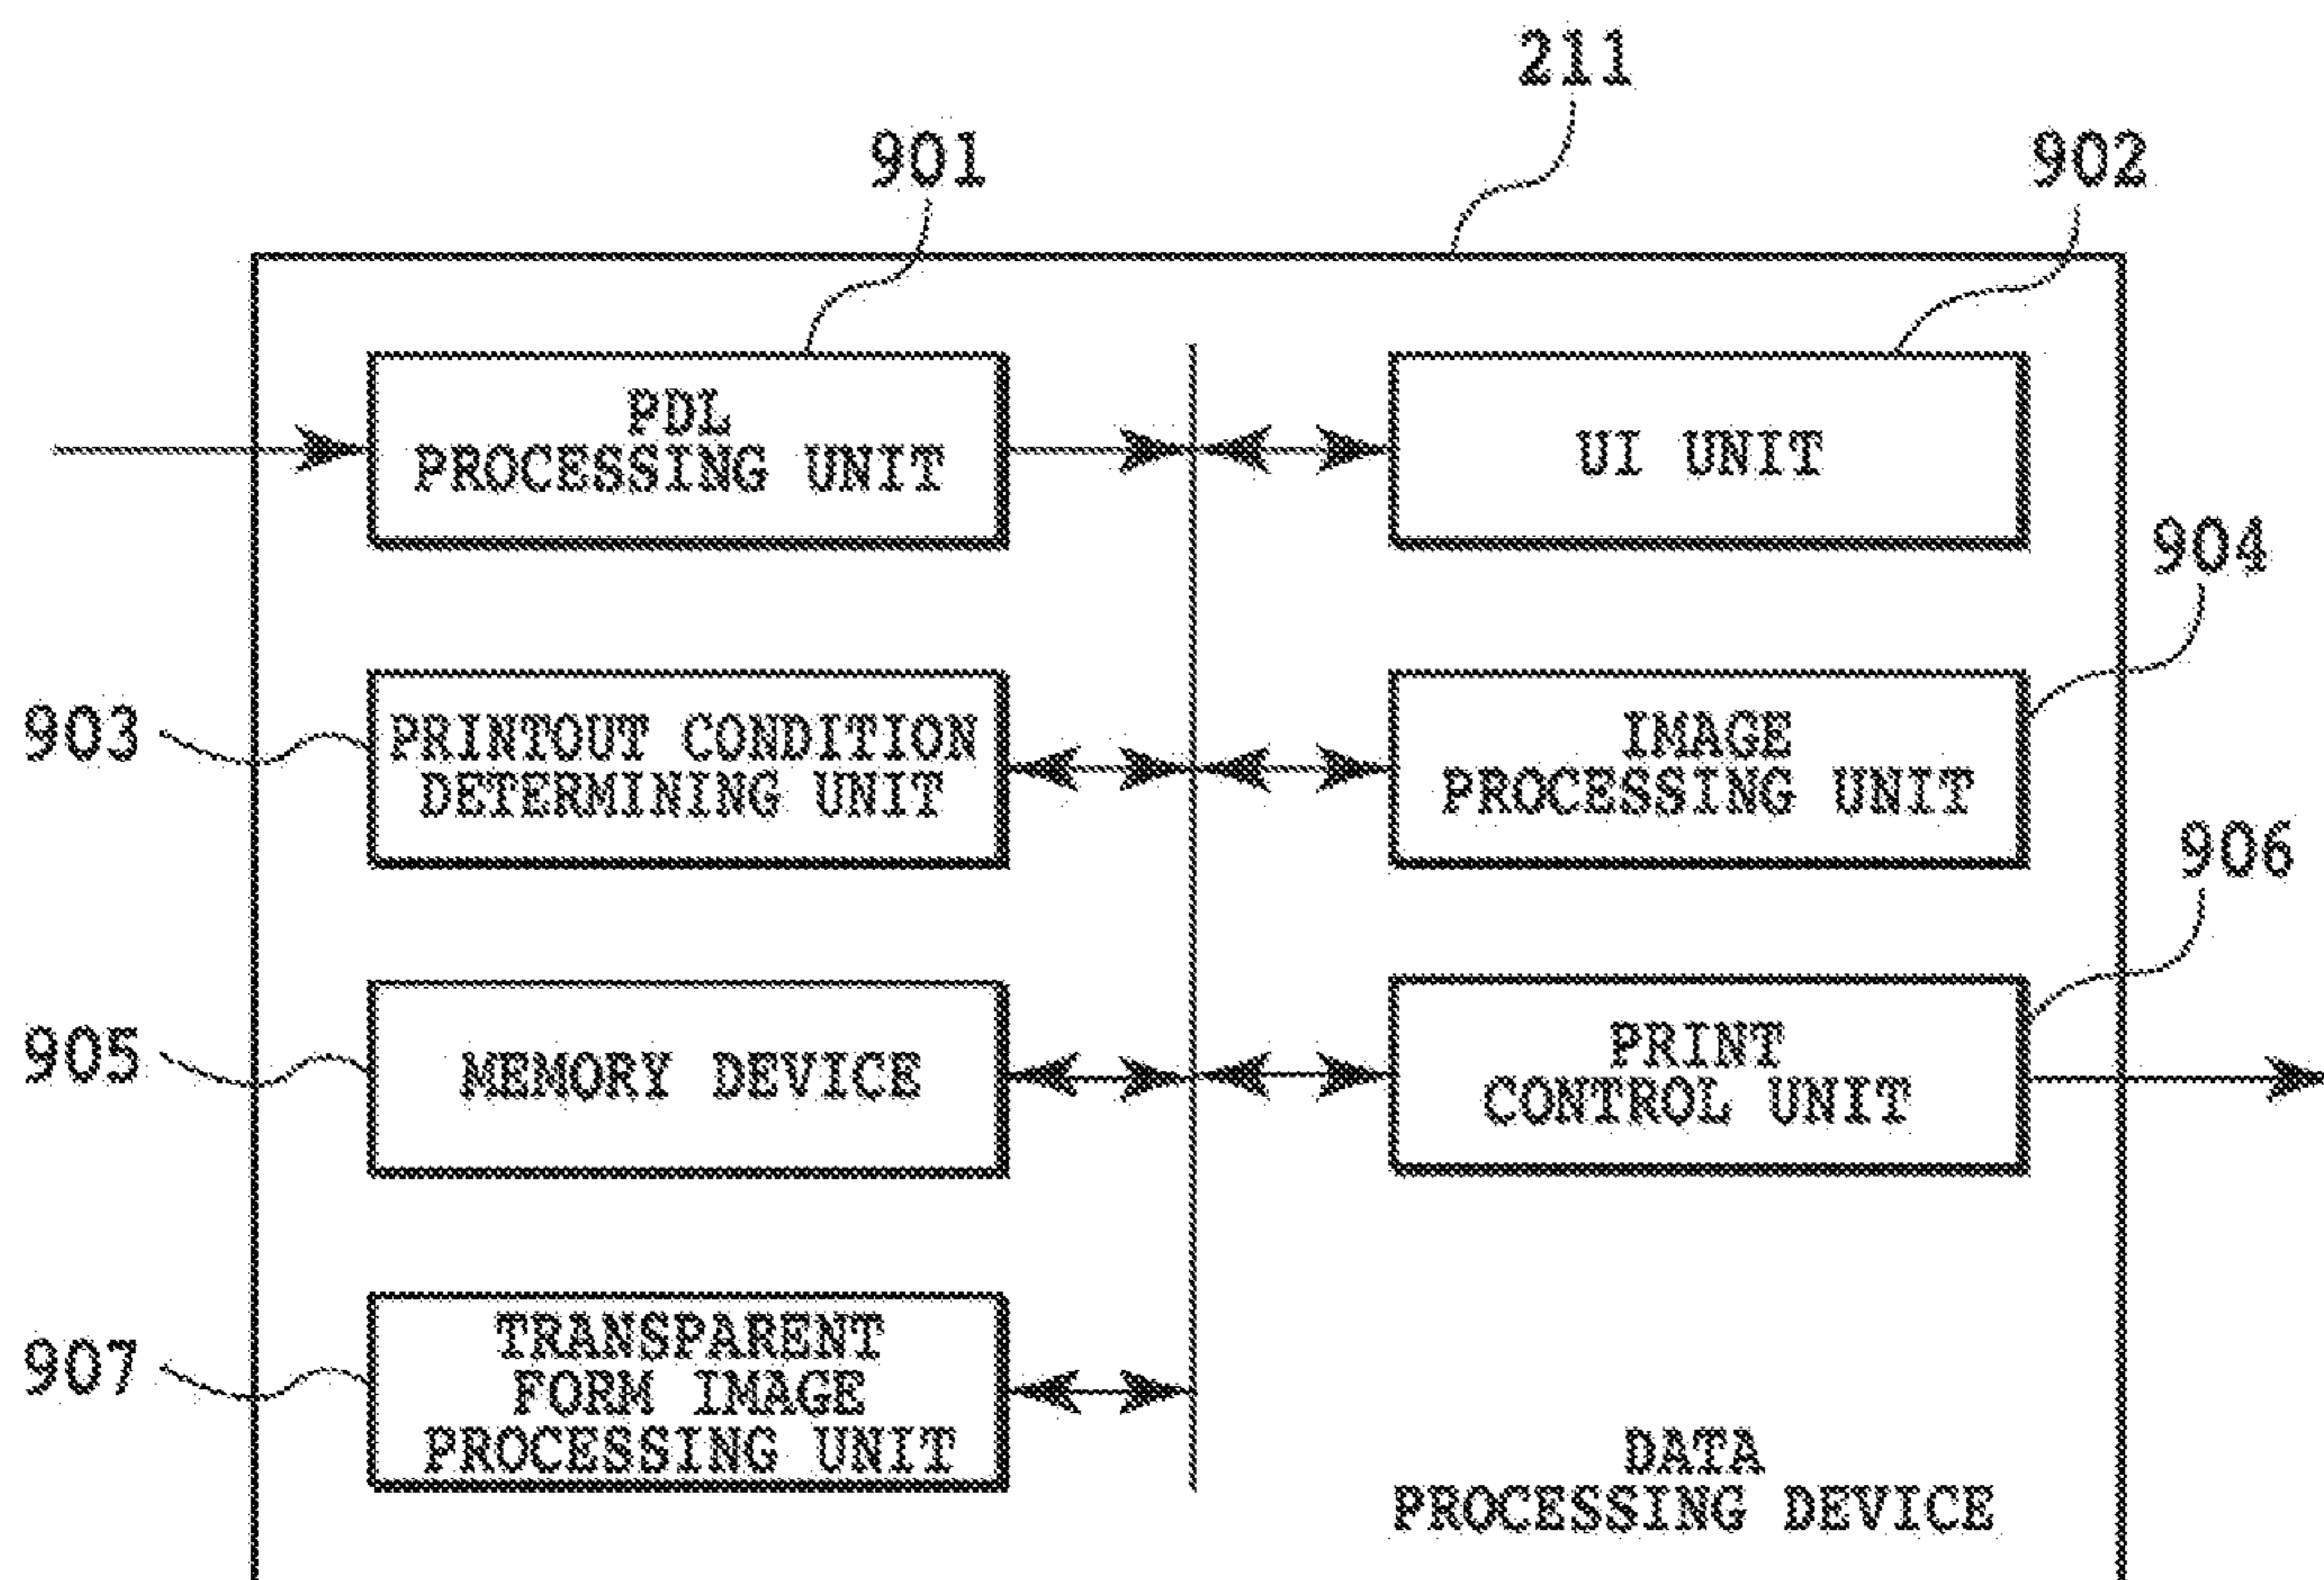 211
901
902
PDL
PROCESSING UNIT
UI UNIT
904
903
PRINTOUT CONDITION
DETERMINING UNIT
IMAGE
PROCESSING UNIT
906
905
MEMORY DEVICE
PRINT
CONTROL UNIT
907
TRANSPARENT
FORM IMAGE
PROCESSING UNIT
DATA
PROCESSING DEVICE